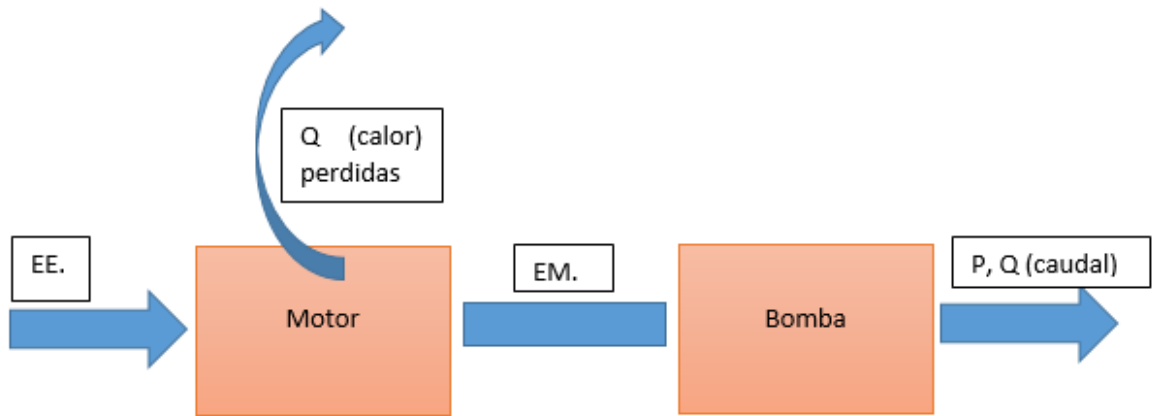 Q (calor)
perdidas
EE.
EM.
P, Q (caudal)
Motor
Bomba